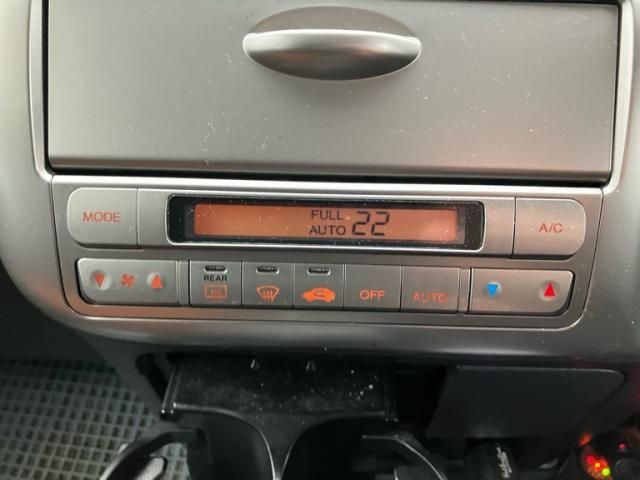 MODE
FULL
AUTO 22
A/C
REAR
OFF
AUTO